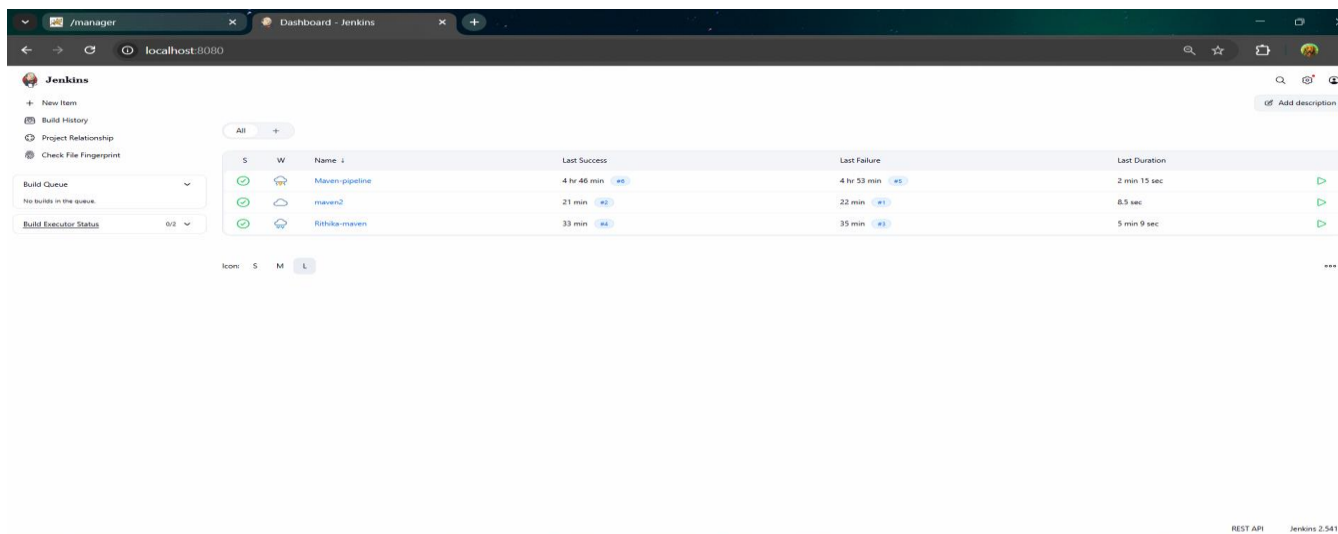 /manager
Dashboard - Jenkins
localhost:8080
Jenkins
New Item
Build History
Project Relationship
Check File Fingerprint
Build Queue
No builds in the queue.
Build Executor Status 0/2
Add description
All +
S W Name ↓ Last Success Last Failure Last Duration
Maven-pipeline 4 hr 46 min #6 4 hr 53 min #5 2 min 15 sec
maven2 21 min #2 22 min #1 8.5 sec
Rithika-maven 33 min #4 35 min #3 5 min 9 sec
Icon: S M L
REST API Jenkins 2.541